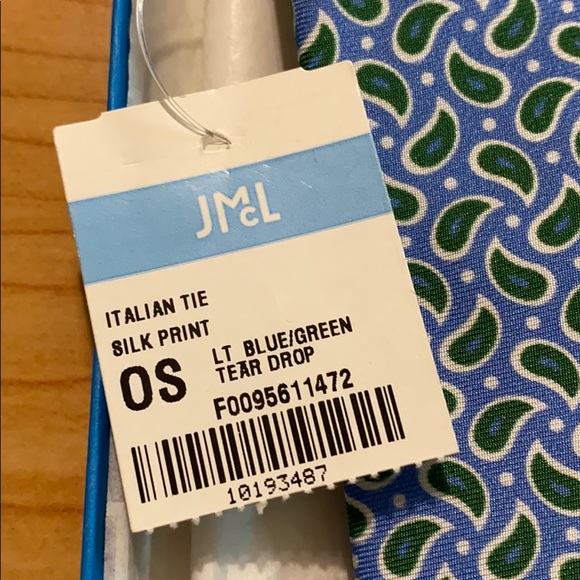 JMcL
ITALIAN TIE
SILK PRINT
OS
LT BLUE/GREEN
TEAR DROP
F0095611472
10193487